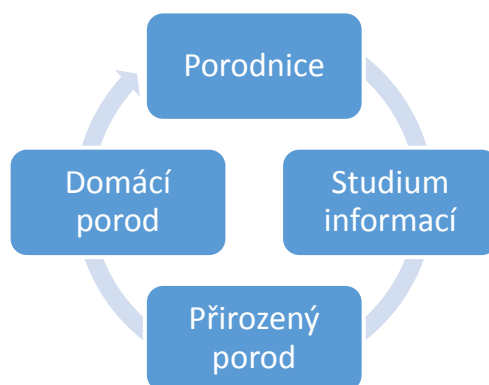 Porodnice
Studium
informací
Přirozený
porod
Domácí
porod